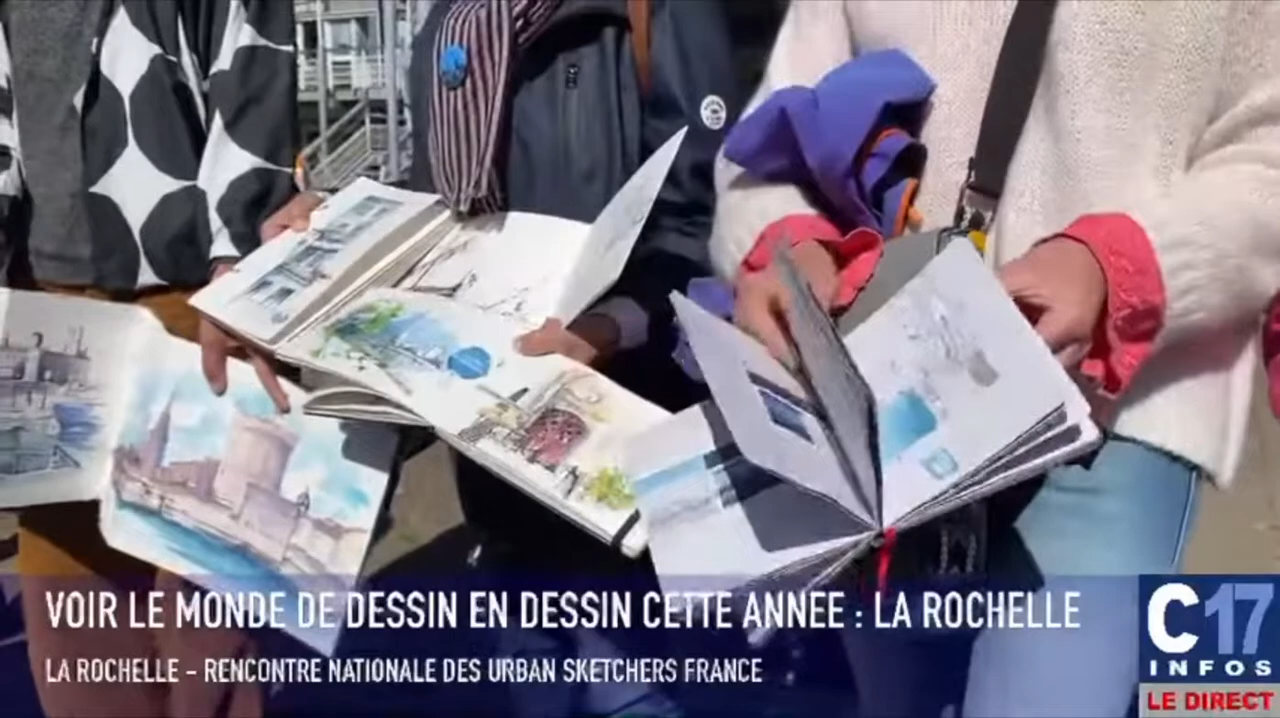 VOIR LE MONDE DE DESSIN EN DESSIN CETTE ANNEE : LA ROCHELLE
LA ROCHELLE – RENCONTRE NATIONALE DES URBAN SKETCHERS FRANCE
C17
INFOS
LE DIRECT